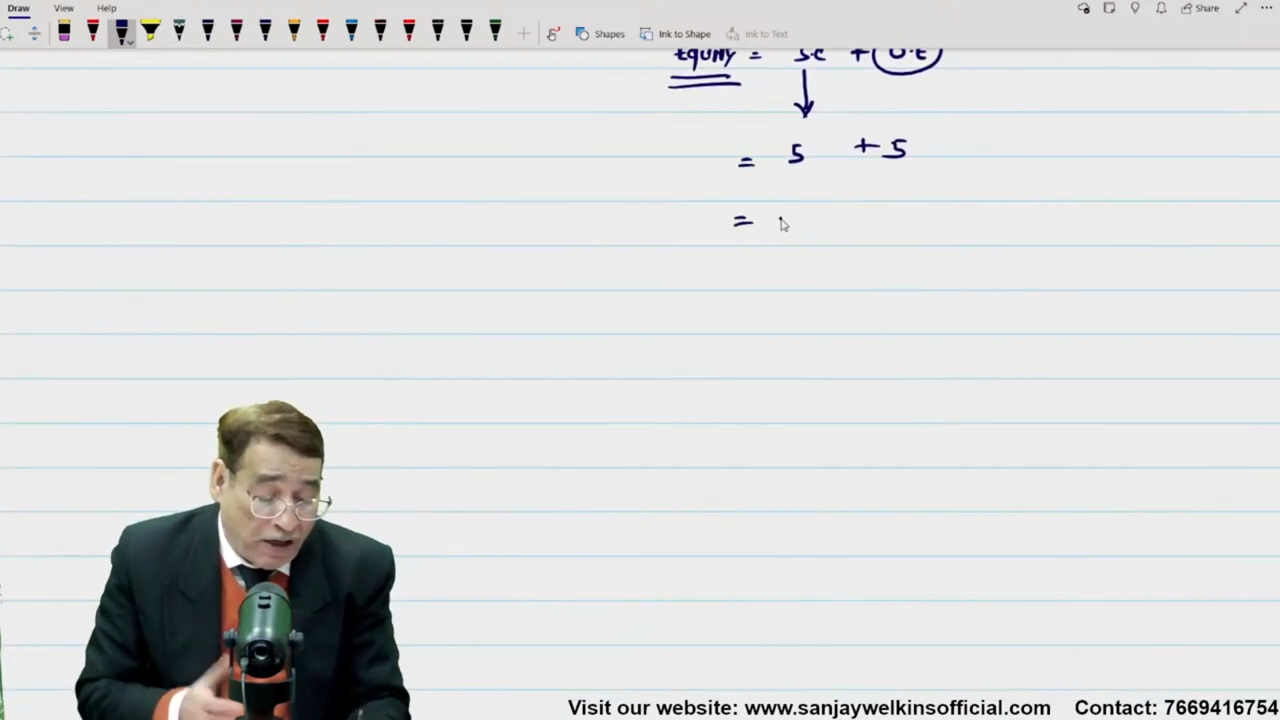 Draw View Help Share
Shapes Ink to Shape Ink to Text
Equity = S.C +
= 5 + 5
=
Visit our website: www.sanjaywelkinsofficial.com Contact: 7669416754